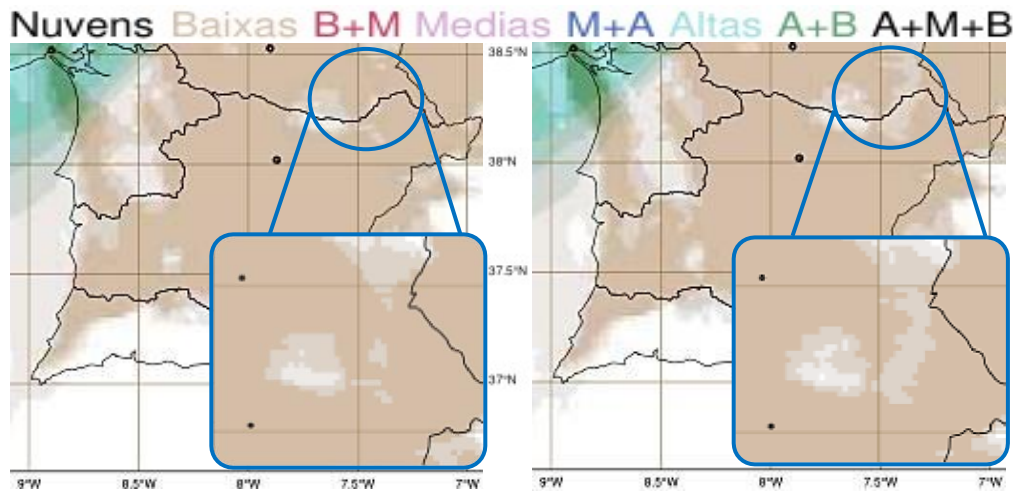 Nuvens Baixas B+M Medias M+A Altas A+B A+M+B
38.5°N
38°N
37.5°N
37°N
9°W 8.5°W 8°W 7.5°W 7°W 9°W 8.5°W 8°W 7.5°W 7°W